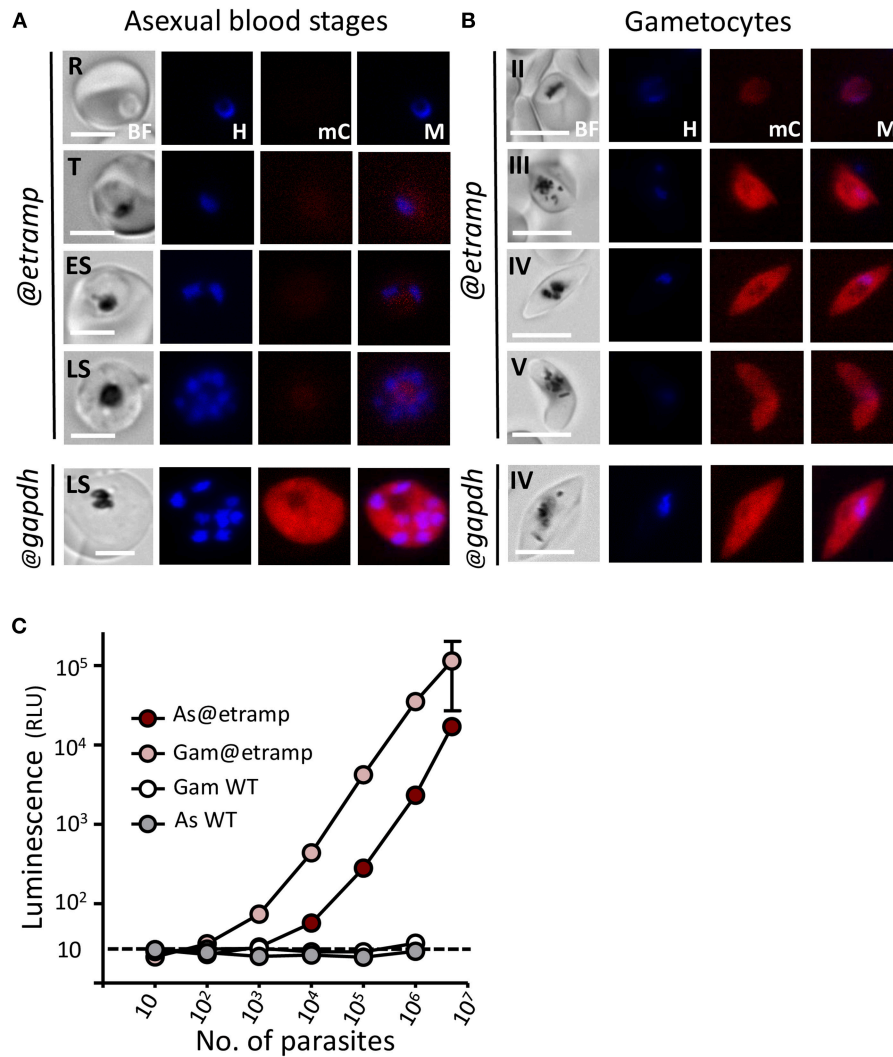 A
Asexual blood stages
@etramp
R
BF
H
mC
M
T
ES
LS
@gapdh
LS
B
Gametocytes
@etramp
II
BF
H
mC
M
III
IV
V
@gapdh
IV
C
Luminescence (RLU)
10⁵
10⁴
10³
10²
10
As@etramp
Gam@etramp
Gam WT
As WT
10 10² 10³ 10⁴ 10⁵ 10⁶ 10⁷
No. of parasites